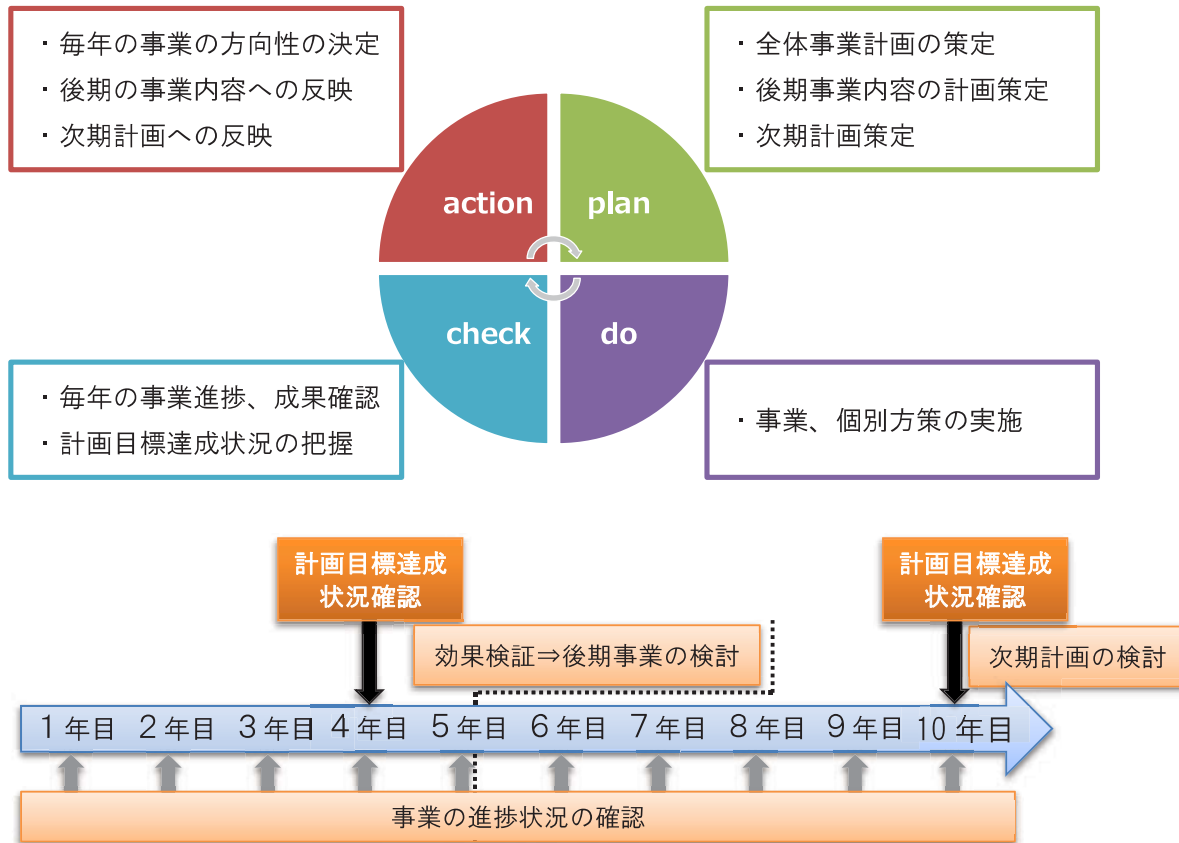 ・毎年の事業の方向性の決定
・後期の事業内容への反映
・次期計画への反映
・全体事業計画の策定
・後期事業内容の計画策定
・次期計画策定
action
plan
check
do
・毎年の事業進捗、成果確認
・計画目標達成状況の把握
・事業、個別方策の実施
計画目標達成
状況確認
計画目標達成
状況確認
効果検証⇒後期事業の検討
次期計画の検討
1年目 2年目 3年目 4年目 5年目 6年目 7年目 8年目 9年目 10年目
事業の進捗状況の確認